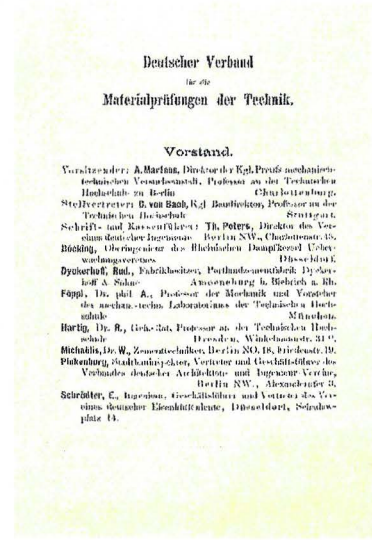 Deutscher Verband
für die
Materialprüfungen der Technik.
Vorstand.
Vorsitzender: A. Martens, Direktor der Kgl. Preuß mechanisch-
technischen Versuchsanstalt, Professor an der Technischen
Hochschule zu Berlin Charlottenburg.
Stellvertreter: C. von Bach, Kgl Baudirektor, Professor an der
Technischen Hochschule Stuttgart.
Schrift- und Kassenführer: Th. Peters, Direktor des Ver-
eines deutscher Ingenieure Berlin NW., Charlottenstr. 43.
Böcking, Oberingenieur des Rheinischen Dampfkessel Ueber-
wachungsvereines Düsseldorf.
Dyckerhoff, Rud., Fabrikbesitzer, Portlandzementfabrik Dycker-
hoff & Sohne Amoeneburg b Biebrich a. Rh.
Föppl, Dr. phil. A., Professor der Mechanik und Vorsteher
des mechan.-techn. Laboratoriums der Technischen Hoch-
schule München.
Hartig, Dr. R., Geh. Rat, Professor an der Technischen Hoch-
schule Dresden,
Michaëlis, Dr. W., Zementtechniker, Berlin NO. 18, Friedenstr. 19.
Pinkenburg, Stadtbauinspektor, Vertreter und Geschäftsführer des
Verbandes deutscher Architekten- und Ingenieur-Vereine,
Berlin NW., Alexanderufer 3.
Schrödter, E., Ingenieur, Geschäftsführer und Vertreter des Ver-
eines deutscher Eisenhüttenleute, Düsseldorf, Schadow-
platz 14.